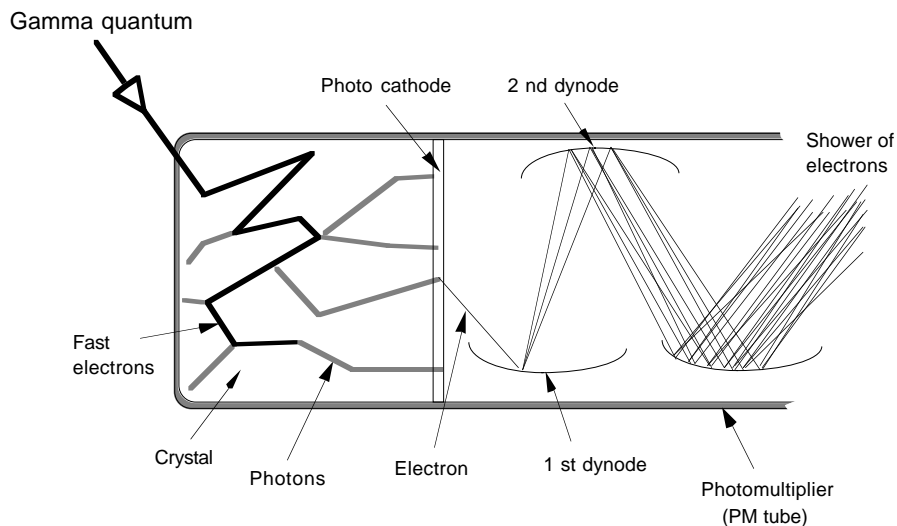 Gamma quantum
Photo cathode
2 nd dynode
Shower of
electrons
Fast
electrons
Crystal
Photons
Electron
1 st dynode
Photomultiplier
(PM tube)